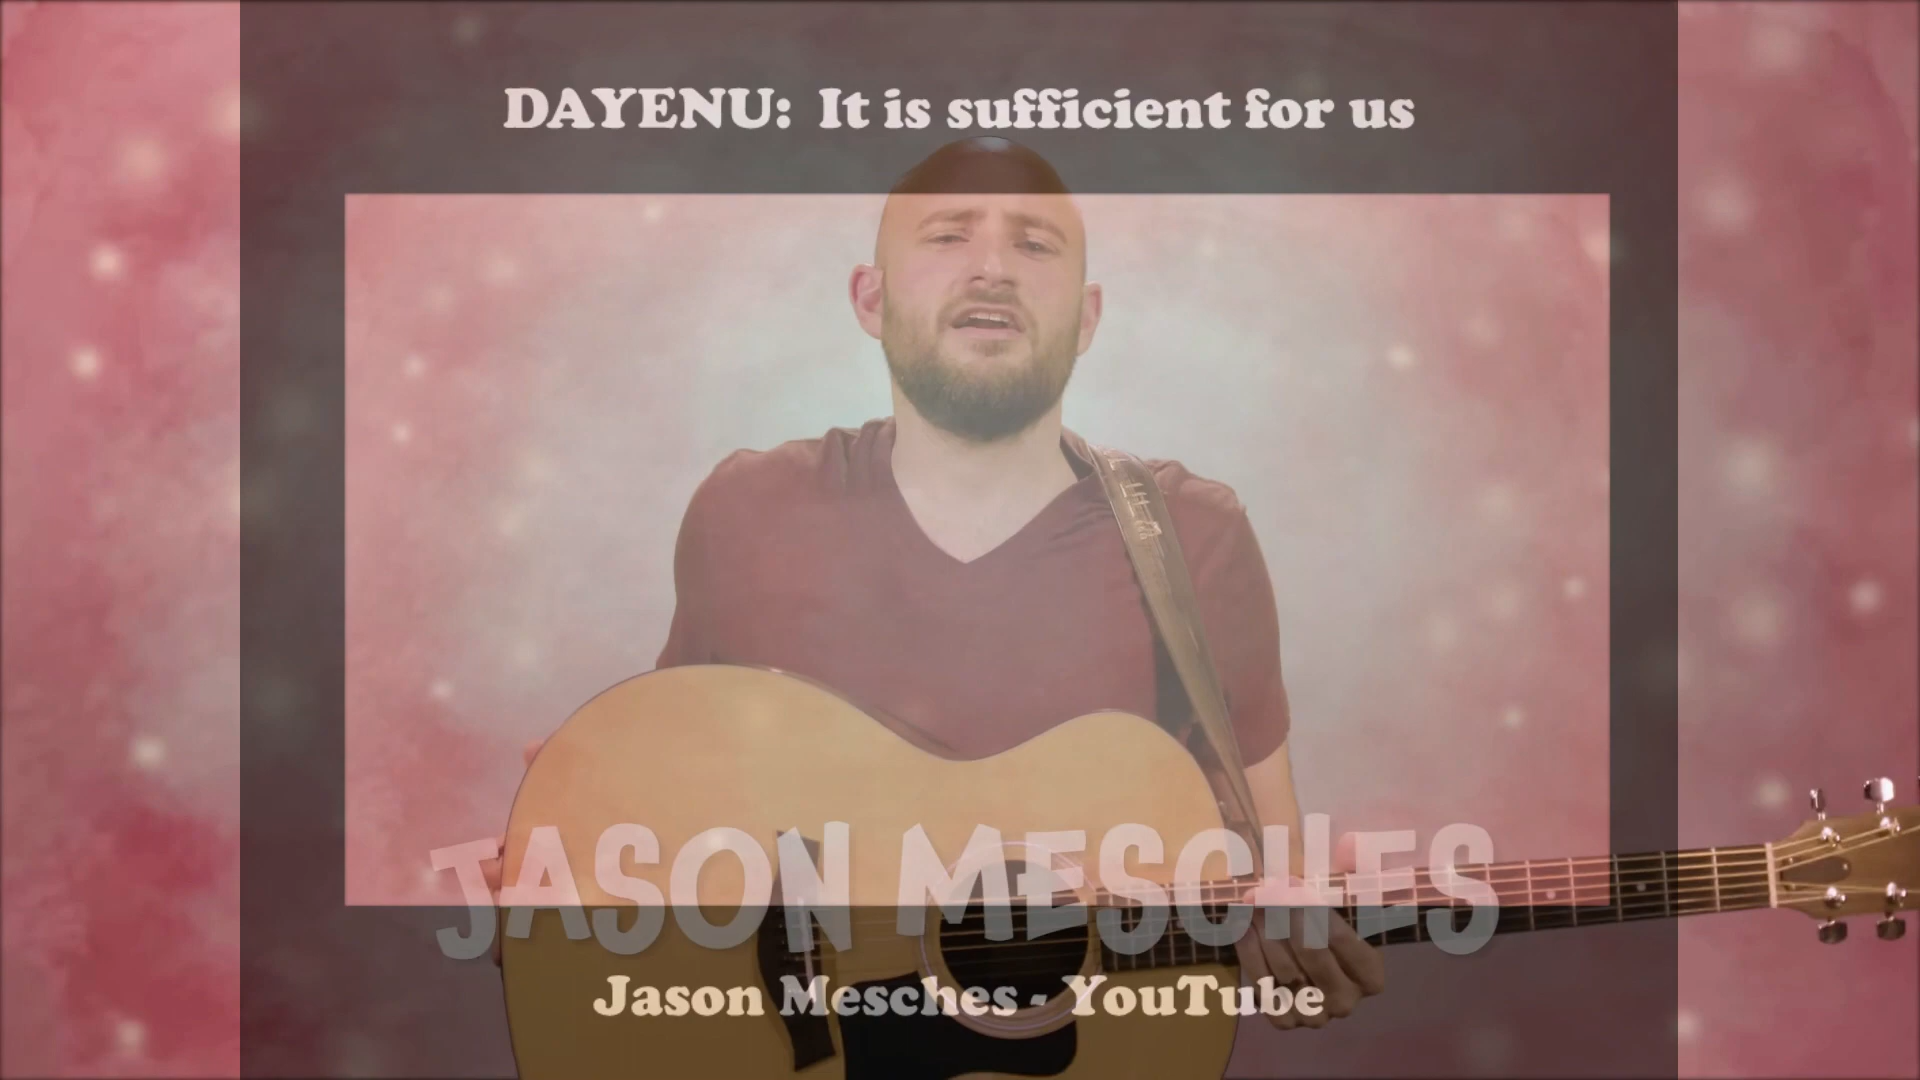 DAYENU: It is sufficient for us
JASON MESCHES
Jason Mesches - YouTube